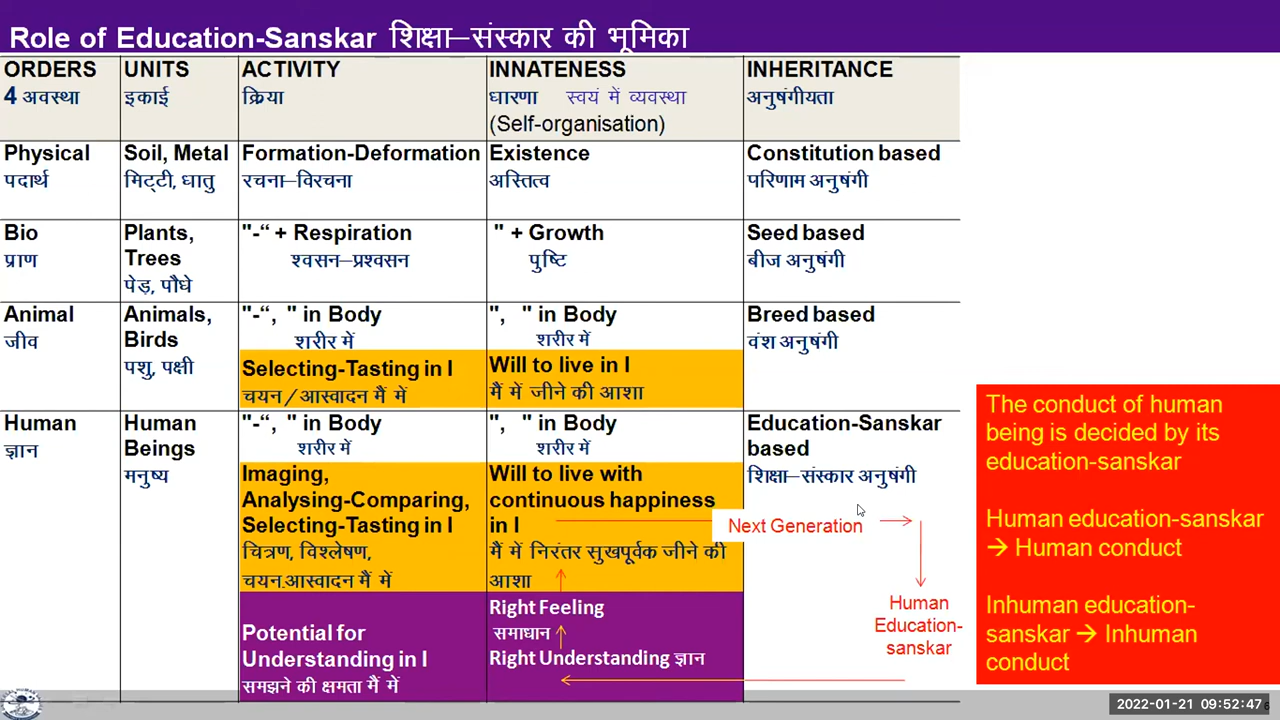 Role of Education-Sanskar शिक्षा–संस्कार की भूमिका
ORDERS UNITS ACTIVITY INNATENESS INHERITANCE
4 अवस्था इकाई क्रिया धारणा स्वयं में व्यवस्था अनुषंगीयता
(Self-organisation)
Physical Soil, Metal Formation-Deformation Existence Constitution based
पदार्थ मिट्टी, धातु रचना–विरचना अस्तित्व परिणाम अनुषंगी
Bio Plants, "-“ + Respiration " + Growth Seed based
प्राण Trees श्वसन–प्रश्वसन पुष्टि बीज अनुषंगी
पेड़, पौधे
Animal Animals, "-“, " in Body ", " in Body Breed based
जीव Birds शरीर में शरीर में वंश अनुषंगी
पशु, पक्षी Selecting-Tasting in I Will to live in I
चयन/आस्वादन मैं में मैं में जीने की आशा
Human Human "-“, " in Body ", " in Body Education-Sanskar
ज्ञान Beings शरीर में शरीर में based
मनुष्य Imaging, Will to live with शिक्षा–संस्कार अनुषंगी
Analysing-Comparing, continuous happiness
Selecting-Tasting in I in I Next Generation
चित्रण, विश्लेषण, मैं में निरंतर सुखपूर्वक जीने की
चयन.आस्वादन मैं में आशा
Right Feeling Human
Potential for समाधान Education-
Understanding in I Right Understanding ज्ञान sanskar
समझने की क्षमता मैं में
The conduct of human
being is decided by its
education-sanskar
Human education-sanskar
→ Human conduct
Inhuman education-
sanskar → Inhuman
conduct
2022-01-21 09:52:47